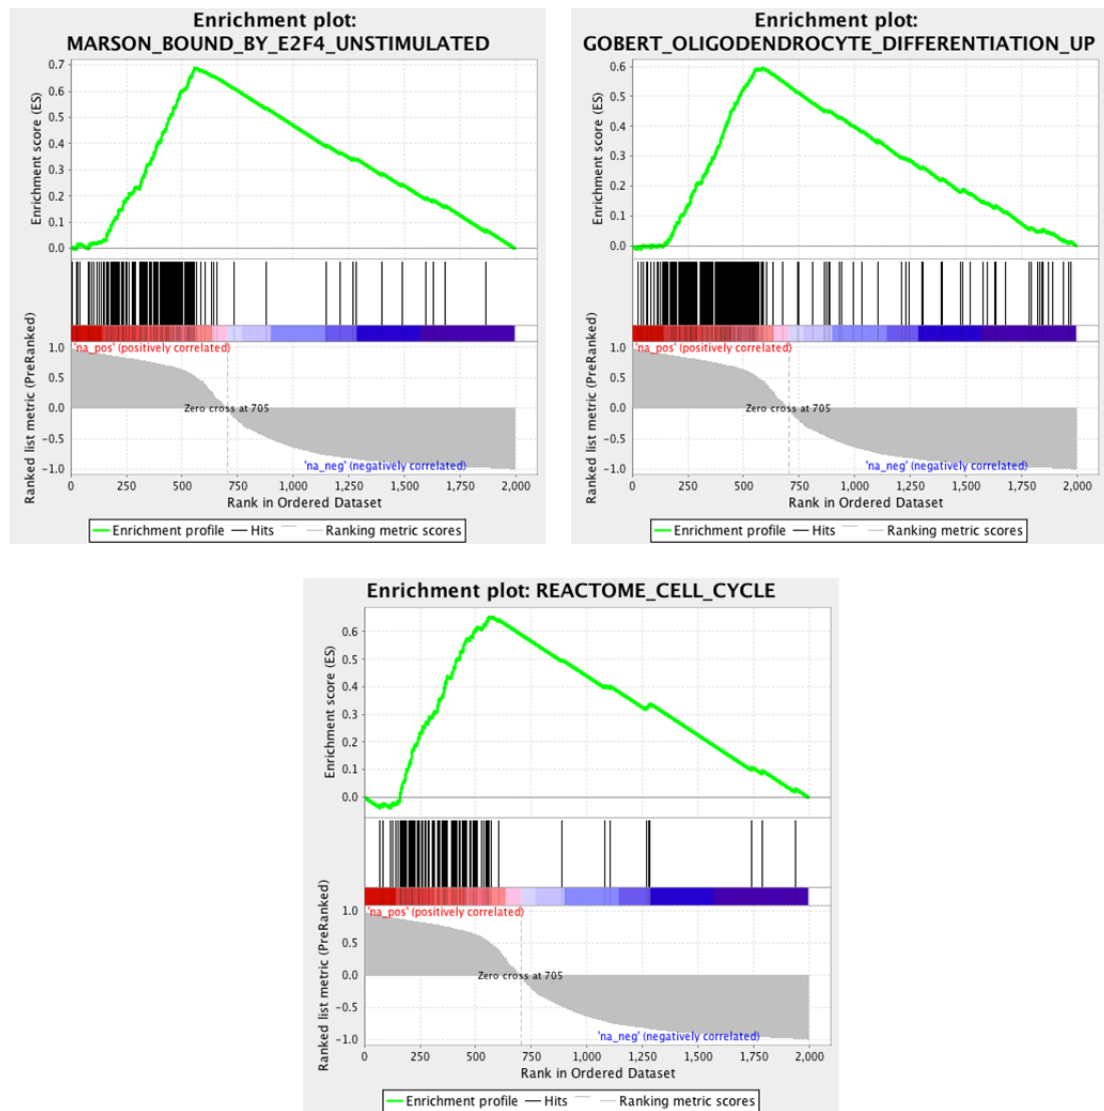 Enrichment plot:
MARSON_BOUND_BY_E2F4_UNSTIMULATED
0.7
0.6
0.5
0.4
0.3
0.2
0.1
0.0
Enrichment score (ES)
'na_pos' (positively correlated)
1.0
0.5
0.0
-0.5
-1.0
Ranked list metric (PreRanked)
Zero cross at 705
'na_neg' (negatively correlated)
0 250 500 750 1,000 1,250 1,500 1,750 2,000
Rank in Ordered Dataset
Enrichment profile Hits Ranking metric scores
Enrichment plot:
GOBERT_OLIGODENDROCYTE_DIFFERENTIATION_UP
0.6
0.5
0.4
0.3
0.2
0.1
0.0
Enrichment score (ES)
'na_pos' (positively correlated)
1.0
0.5
0.0
-0.5
-1.0
Ranked list metric (PreRanked)
Zero cross at 705
'na_neg' (negatively correlated)
0 250 500 750 1,000 1,250 1,500 1,750 2,000
Rank in Ordered Dataset
Enrichment profile Hits Ranking metric scores
Enrichment plot: REACTOME_CELL_CYCLE
0.6
0.5
0.4
0.3
0.2
0.1
0.0
Enrichment score (ES)
'na_pos' (positively correlated)
1.0
0.5
0.0
-0.5
-1.0
Ranked list metric (PreRanked)
Zero cross at 705
'na_neg' (negatively correlated)
0 250 500 750 1,000 1,250 1,500 1,750 2,000
Rank in Ordered Dataset
Enrichment profile Hits Ranking metric scores